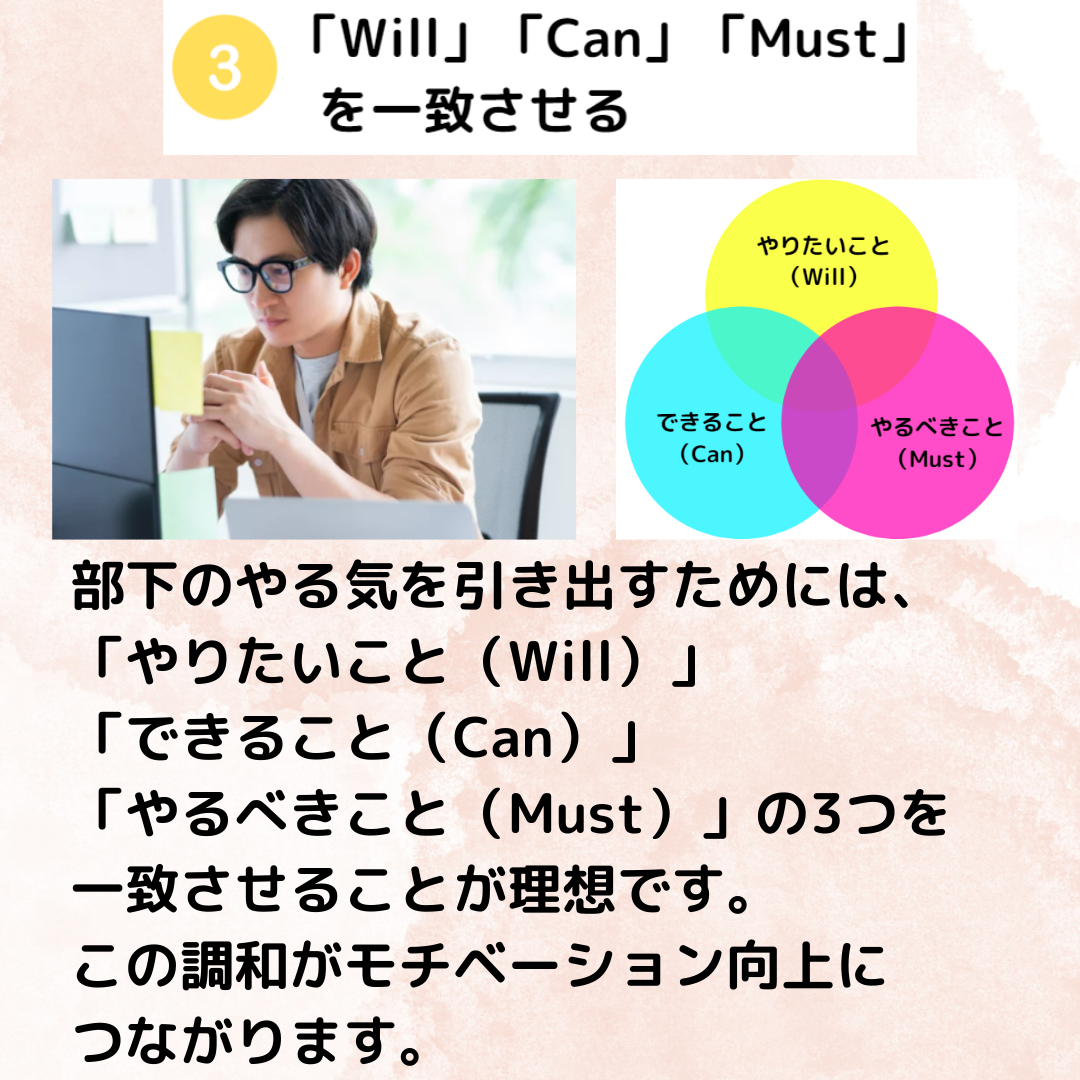 3
「Will」「Can」「Must」
を一致させる
やりたいこと
（Will）
できること
（Can）
やるべきこと
（Must）
部下のやる気を引き出すためには、
「やりたいこと（Will）」
「できること（Can）」
「やるべきこと（Must）」の3つを
一致させることが理想です。
この調和がモチベーション向上に
つながります。